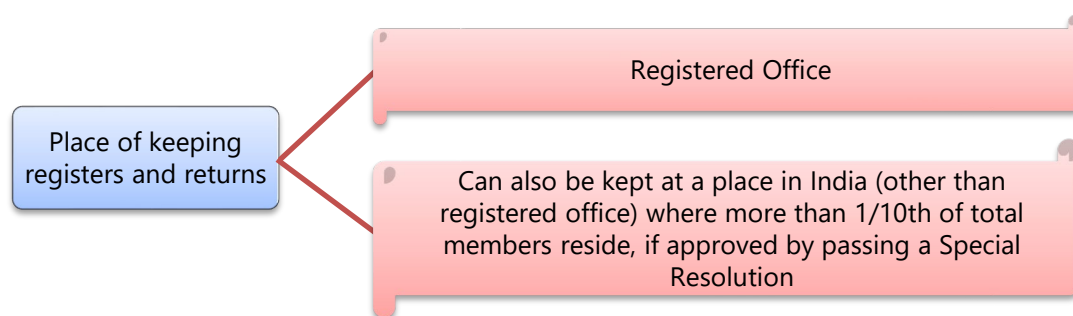 Registered Office
Place of keeping
registers and returns
Can also be kept at a place in India (other than
registered office) where more than 1/10th of total
members reside, if approved by passing a Special
Resolution